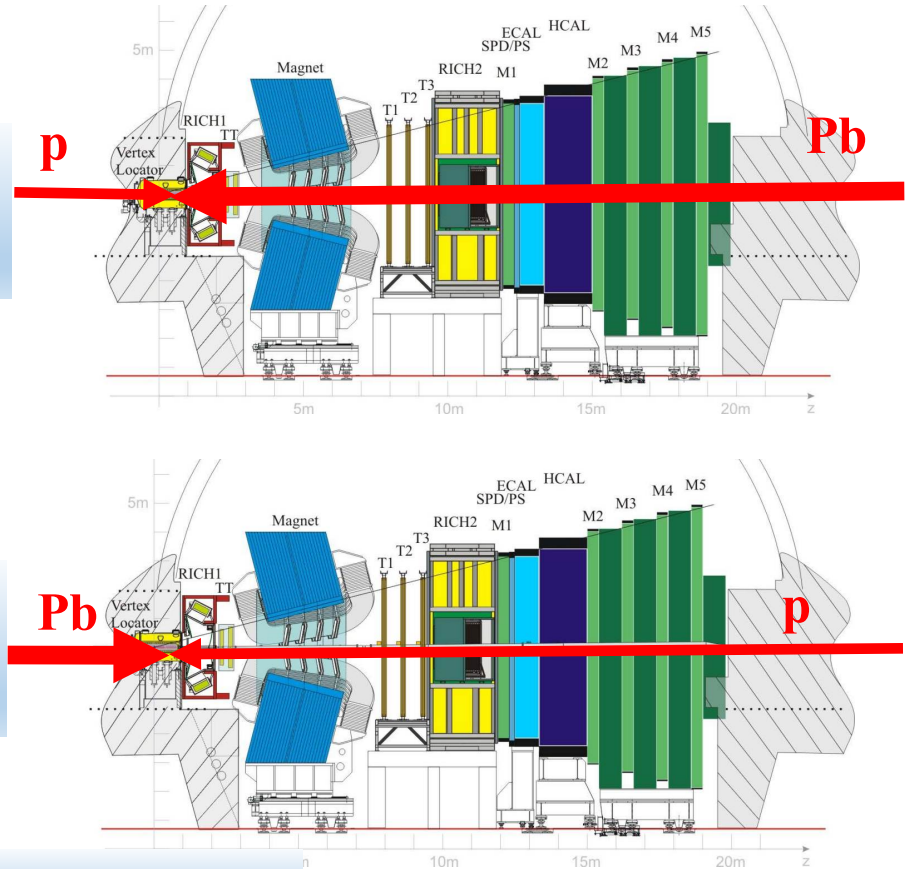 5m
p
Vertex
Locator
RICH1
TT
Magnet
T1
T2
T3
RICH2
M1
SPD/PS
ECAL
HCAL
M2
M3
M4
M5
Pb
5m
10m
15m
20m
z
5m
Pb
Vertex
Locator
RICH1
TT
Magnet
T1
T2
T3
RICH2
M1
SPD/PS
ECAL
HCAL
M2
M3
M4
M5
p
10m
15m
20m
z